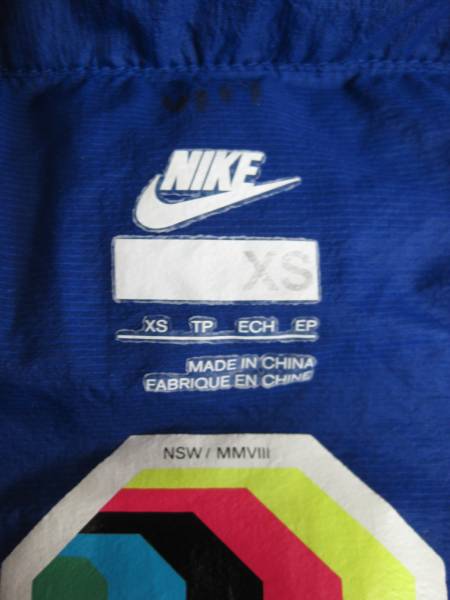 NIKE
XS
XS TP ECH EP
MADE IN CHINA
FABRIQUE EN CHINE
NSW / MMVIII